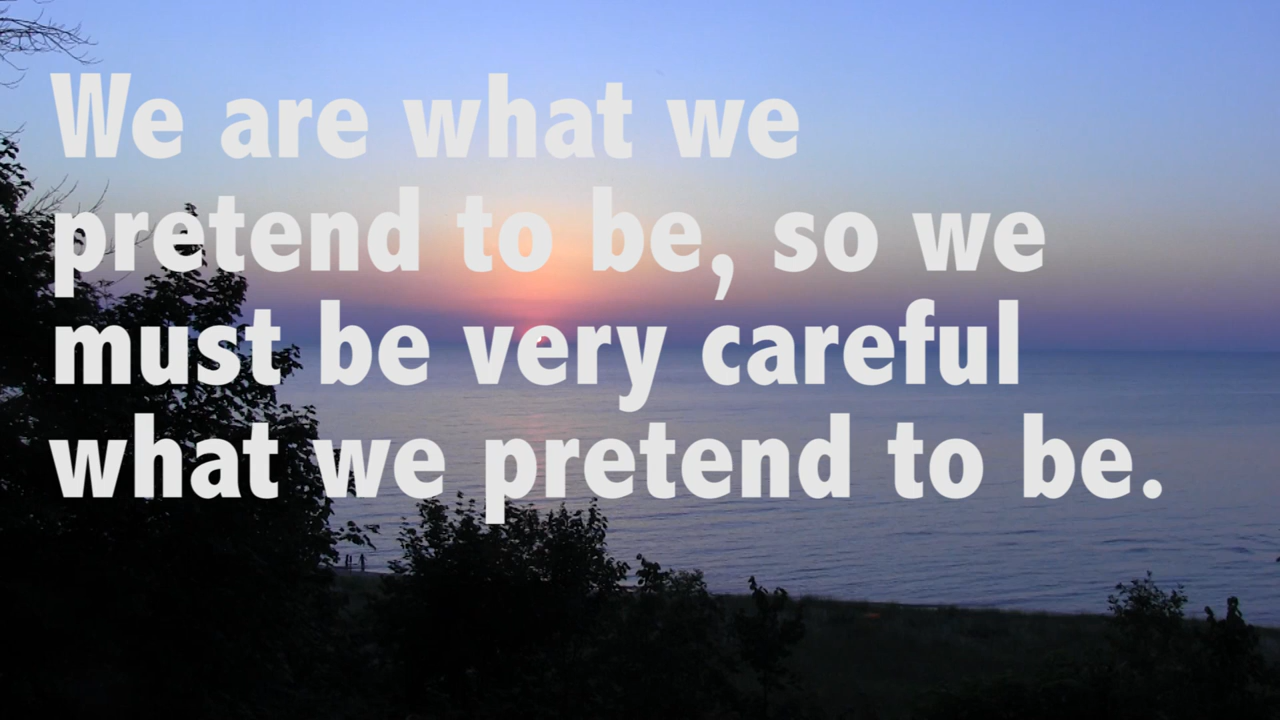 We are what we
pretend to be, so we
must be very careful
what we pretend to be.